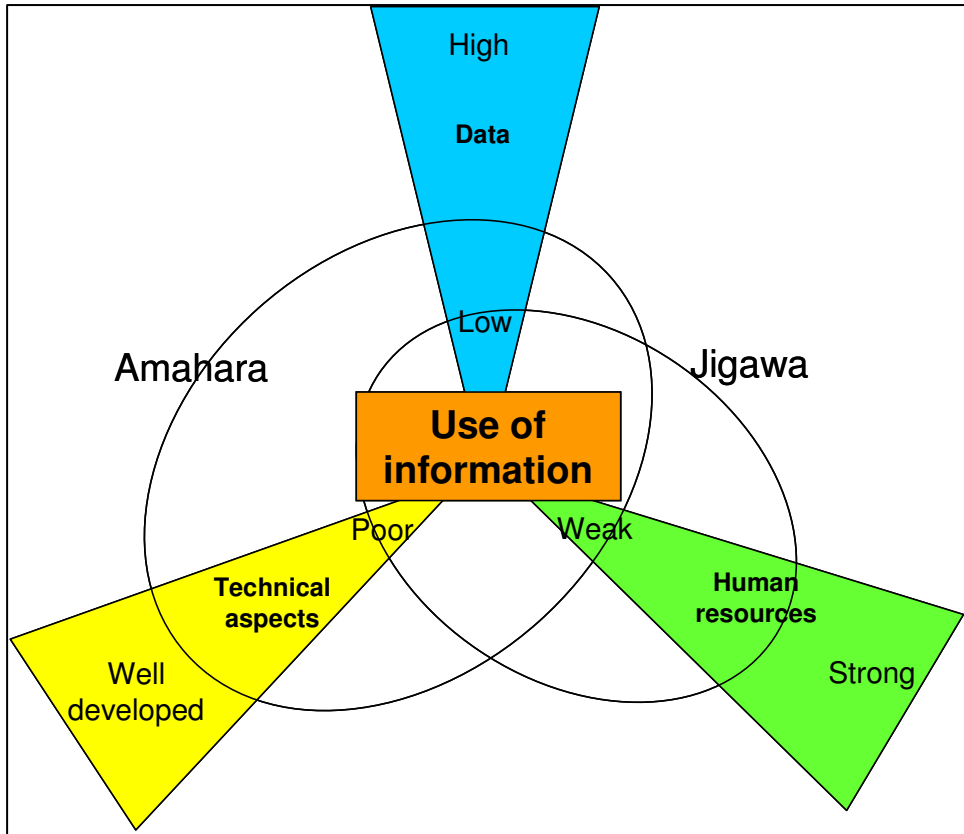 High
Data
Low
Amahara
Jigawa
Use of
information
Poor
Weak
Technical
aspects
Human
resources
Well
developed
Strong